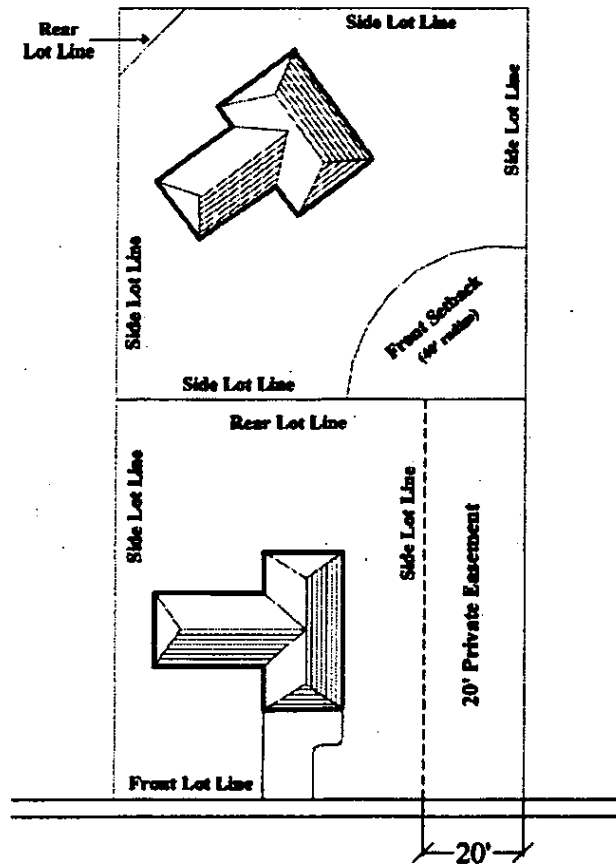 Rear
Lot Line
Side Lot Line
Side Lot Line
Side Lot Line
Front Setback
(40' radius)
Side Lot Line
Rear Lot Line
Side Lot Line
Side Lot Line
20' Private Easement
Front Lot Line
20'